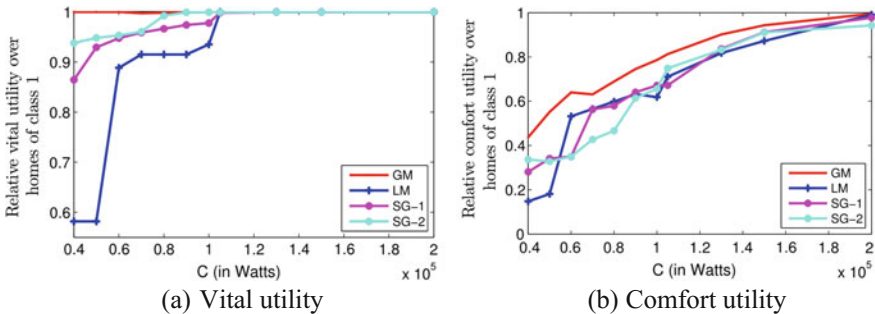 Relative vital utility over
homes of class 1
1
0.9
0.8
0.7
0.6
GM
LM
SG-1
SG-2
0.4
0.6
0.8
1
1.2
1.4
1.6
1.8
2
C (in Watts)
x 10^5
(a) Vital utility
Relative comfort utility over
homes of class 1
1
0.8
0.6
0.4
0.2
0
GM
LM
SG-1
SG-2
0.4
0.6
0.8
1
1.2
1.4
1.6
1.8
2
C (in Watts)
x 10^5
(b) Comfort utility